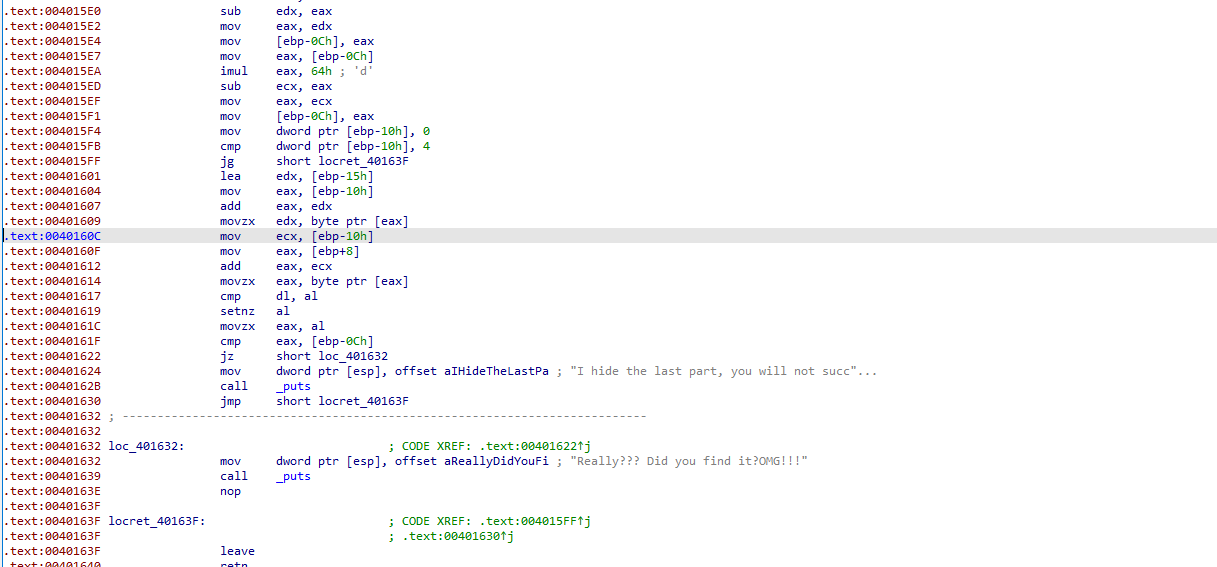 .text:004015E0 sub edx, eax
.text:004015E2 mov eax, edx
.text:004015E4 mov [ebp-0Ch], eax
.text:004015E7 mov eax, [ebp-0Ch]
.text:004015EA imul eax, 64h ; 'd'
.text:004015ED sub ecx, eax
.text:004015EF mov eax, ecx
.text:004015F1 mov [ebp-0Ch], eax
.text:004015F4 mov dword ptr [ebp-10h], 0
.text:004015FB cmp dword ptr [ebp-10h], 4
.text:004015FF jg short locret_40163F
.text:00401601 lea edx, [ebp-15h]
.text:00401604 mov eax, [ebp-10h]
.text:00401607 add eax, edx
.text:00401609 movzx edx, byte ptr [eax]
.text:0040160C mov ecx, [ebp-10h]
.text:0040160F mov eax, [ebp+8]
.text:00401612 add eax, ecx
.text:00401614 movzx eax, byte ptr [eax]
.text:00401617 cmp dl, al
.text:00401619 setnz al
.text:0040161C movzx eax, al
.text:0040161F cmp eax, [ebp-0Ch]
.text:00401622 jz short loc_401632
.text:00401624 mov dword ptr [esp], offset aIHideTheLastPa ; "I hide the last part, you will not succ"...
.text:0040162B call _puts
.text:00401630 jmp short locret_40163F
.text:00401632 ; ---------------------------------------------------------------------------
.text:00401632
.text:00401632 loc_401632: ; CODE XREF: .text:00401622↑j
.text:00401632 mov dword ptr [esp], offset aReallyDidYouFi ; "Really??? Did you find it?OMG!!!"
.text:00401639 call _puts
.text:0040163E nop
.text:0040163F
.text:0040163F locret_40163F: ; CODE XREF: .text:004015FF↑j
.text:0040163F ; .text:00401630↑j
.text:0040163F leave
.text:00401640 retn